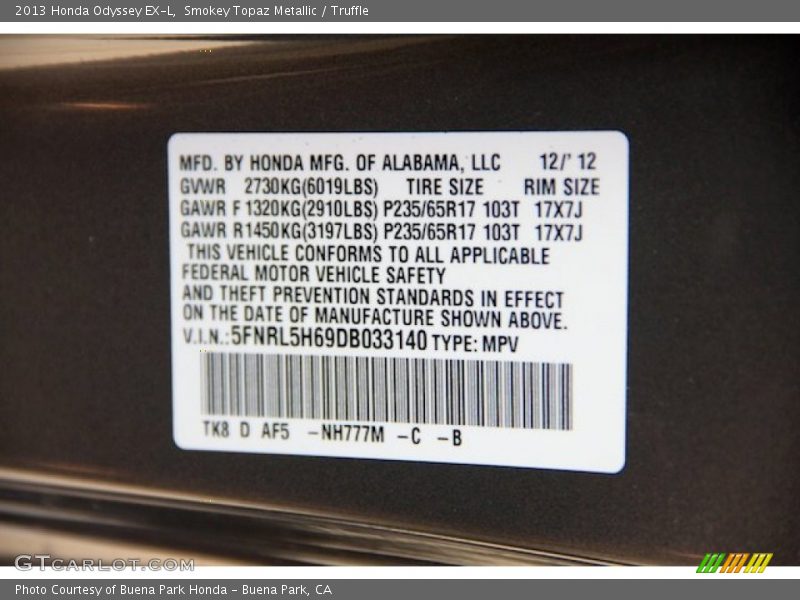 2013 Honda Odyssey EX-L, Smokey Topaz Metallic / Truffle
MFD. BY HONDA MFG. OF ALABAMA, LLC 12/' 12
GVWR 2730KG(6019LBS) TIRE SIZE RIM SIZE
GAWR F 1320KG(2910LBS) P235/65R17 103T 17X7J
GAWR R1450KG(3197LBS) P235/65R17 103T 17X7J
THIS VEHICLE CONFORMS TO ALL APPLICABLE
FEDERAL MOTOR VEHICLE SAFETY
AND THEFT PREVENTION STANDARDS IN EFFECT
ON THE DATE OF MANUFACTURE SHOWN ABOVE.
V.I.N.:5FNRL5H69DB033140 TYPE: MPV
TK8 D AF5 -NH777M -C -B
GTCARLOT.COM
Photo Courtesy of Buena Park Honda - Buena Park, CA